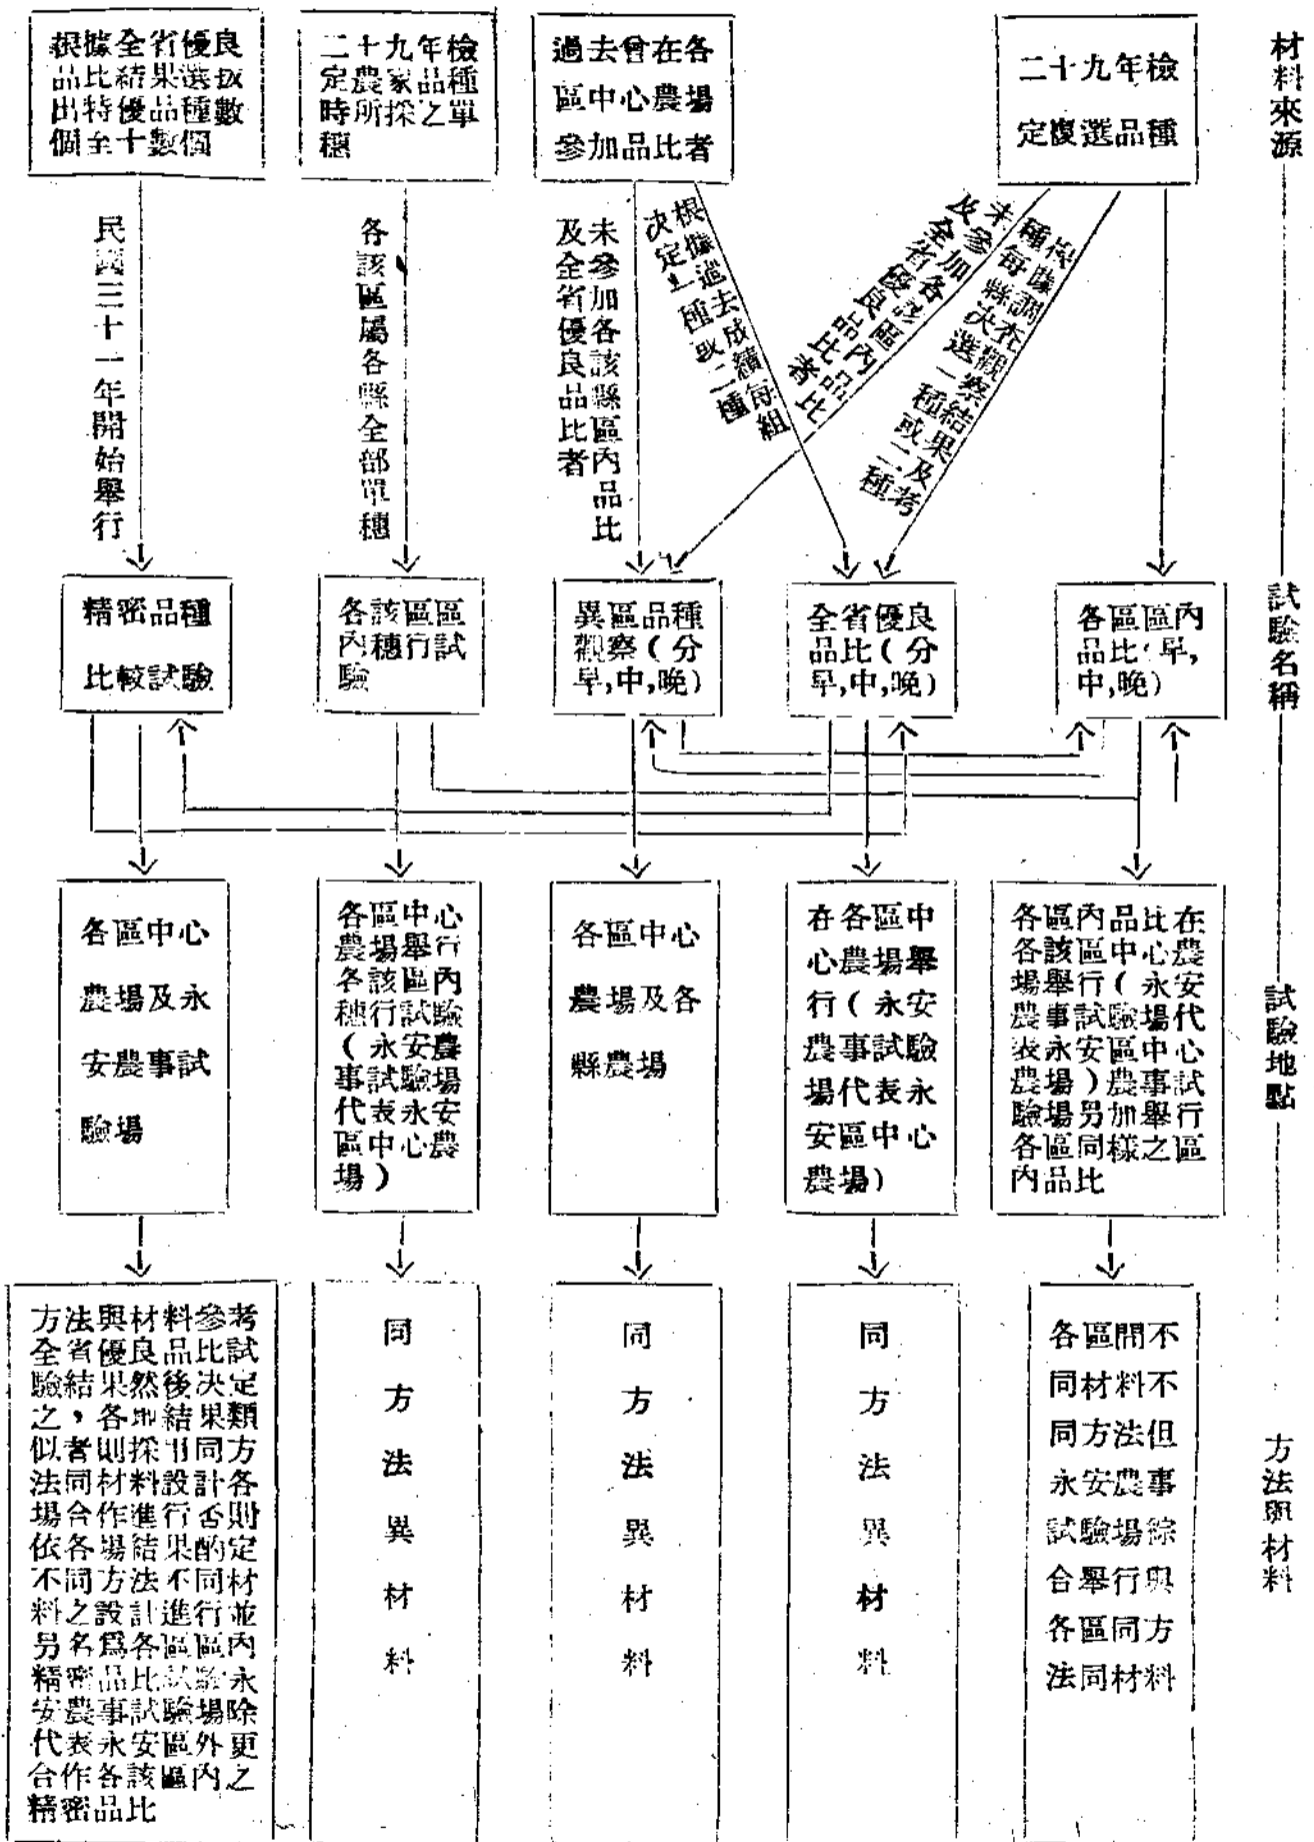 材料來源
二十九年檢
定復選品種
過去曾在各
區中心農場
參加品比者
二十九年檢
定農家品種
時所採之單
穗
根據全省優良
品比結果選拔
出特優品種數
個至十數個
根據調查觀察結果及考
種每縣決選一種或二種
未參加各該區內品比
及全省優良品比者
根據過去成績每組
決定一種或二種
未參加各該縣區內品比
及全省優良品比者
各該區屬各縣全部單穗
民國三十一年開始舉行
試驗名稱
各區區內
品比(早,
中,晚)
全省優良
品比(分
早,中,晚)
異區品種
觀察(分
早,中,晚)
各該區區
內穗行試
驗
精密品種
比較試驗
試驗地點
各區內品比在
各該區中心農
場舉行(永安
農事試驗場代
表永安區中心
農場)農事試
驗場另加舉行
各區同樣之區
內品比
在各區中
心農場舉
行(永安
農事試驗
場代表永
安區中心
農場)
各區中心
農場及各
縣農場
各區中心
農場舉行
各該區內
穗行試驗
(永安農
事試驗場
代表永安
區中心農
場)
各區中心
農場及永
安農事試
驗場
方法與材料
各區間不
同材料不
同方法但
永安農事
試驗場綜
合舉行與
各區同方
法同材料
同方法異材料
同方法異材料
同方法異材料
方法與材料參考
全省優良品比試
驗結果然後決定
之,各地結果類
似者則採用同方
法同材料設計各
場合作進行否則
依各場結果酌定
不同方法不同材
料之設計進行並
另名爲各區區內
精密品比試驗永
安農事試驗場除
代表永安區外更
合作各該區區內之
精密品比